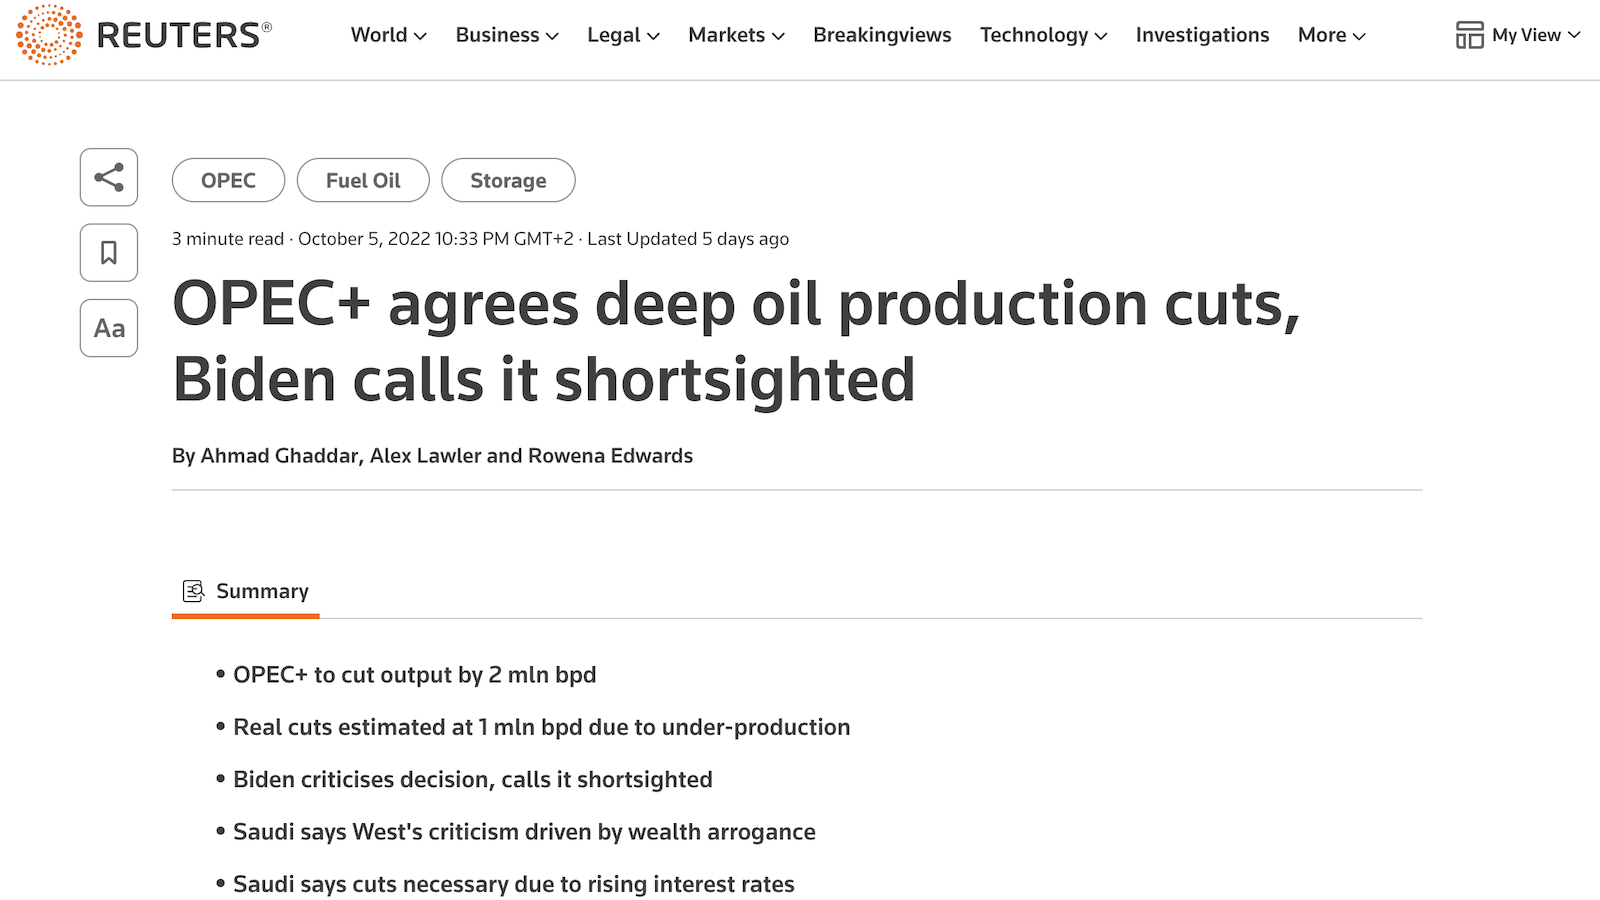 REUTERS®
World
Business
Legal
Markets
Breakingviews
Technology
Investigations
More
My View
OPEC
Fuel Oil
Storage
3 minute read · October 5, 2022 10:33 PM GMT+2 · Last Updated 5 days ago
Aa
OPEC+ agrees deep oil production cuts,
Biden calls it shortsighted
By Ahmad Ghaddar, Alex Lawler and Rowena Edwards
Summary
• OPEC+ to cut output by 2 mln bpd
• Real cuts estimated at 1 mln bpd due to under-production
• Biden criticises decision, calls it shortsighted
• Saudi says West's criticism driven by wealth arrogance
• Saudi says cuts necessary due to rising interest rates